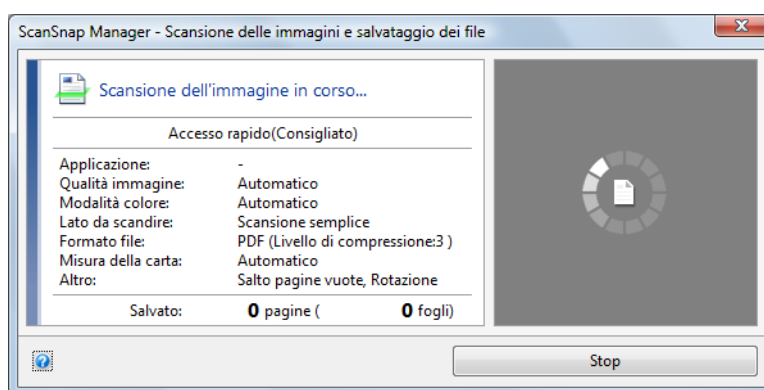 ScanSnap Manager - Scansione delle immagini e salvataggio dei file
Scansione dell'immagine in corso...
Accesso rapido(Consigliato)
Applicazione: -
Qualità immagine: Automatico
Modalità colore: Automatico
Lato da scandire: Scansione semplice
Formato file: PDF (Livello di compressione:3 )
Misura della carta: Automatico
Altro: Salto pagine vuote, Rotazione
Salvato: 0 pagine ( 0 fogli)
Stop